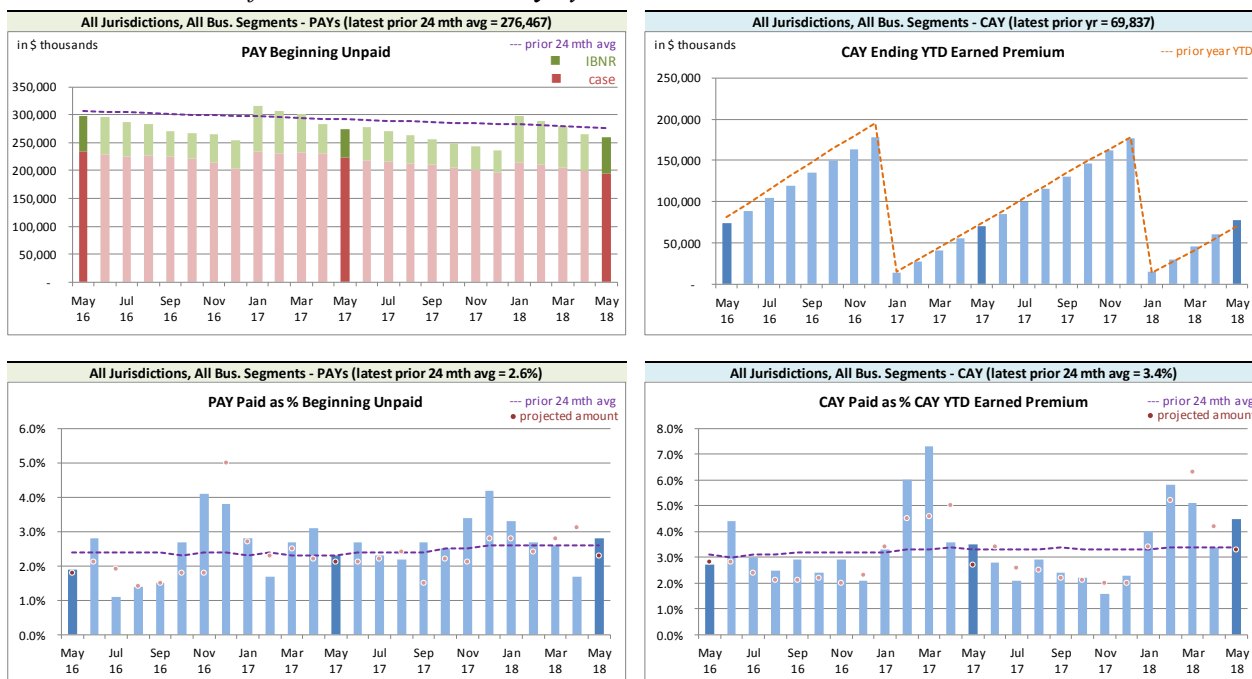 All Jurisdictions, All Bus. Segments - PAYs (latest prior 24 mth avg = 276,467)
in $ thousands
PAY Beginning Unpaid
--- prior 24 mth avg
IBNR
case
350,000
300,000
250,000
200,000
150,000
100,000
50,000
-
May Jul Sep Nov Jan Mar May Jul Sep Nov Jan Mar May
16 16 16 16 17 17 17 17 17 17 18 18 18
All Jurisdictions, All Bus. Segments - CAY (latest prior yr = 69,837)
in $ thousands
CAY Ending YTD Earned Premium
--- prior year YTD
250,000
200,000
150,000
100,000
50,000
-
May Jul Sep Nov Jan Mar May Jul Sep Nov Jan Mar May
16 16 16 16 17 17 17 17 17 17 18 18 18
All Jurisdictions, All Bus. Segments - PAYs (latest prior 24 mth avg = 2.6%)
PAY Paid as % Beginning Unpaid
--- prior 24 mth avg
projected amount
6.0%
5.0%
4.0%
3.0%
2.0%
1.0%
0.0%
May Jul Sep Nov Jan Mar May Jul Sep Nov Jan Mar May
16 16 16 16 17 17 17 17 17 17 18 18 18
All Jurisdictions, All Bus. Segments - CAY (latest prior 24 mth avg = 3.4%)
CAY Paid as % CAY YTD Earned Premium
--- prior 24 mth avg
projected amount
8.0%
7.0%
6.0%
5.0%
4.0%
3.0%
2.0%
1.0%
0.0%
May Jul Sep Nov Jan Mar May Jul Sep Nov Jan Mar May
16 16 16 16 17 17 17 17 17 17 18 18 18